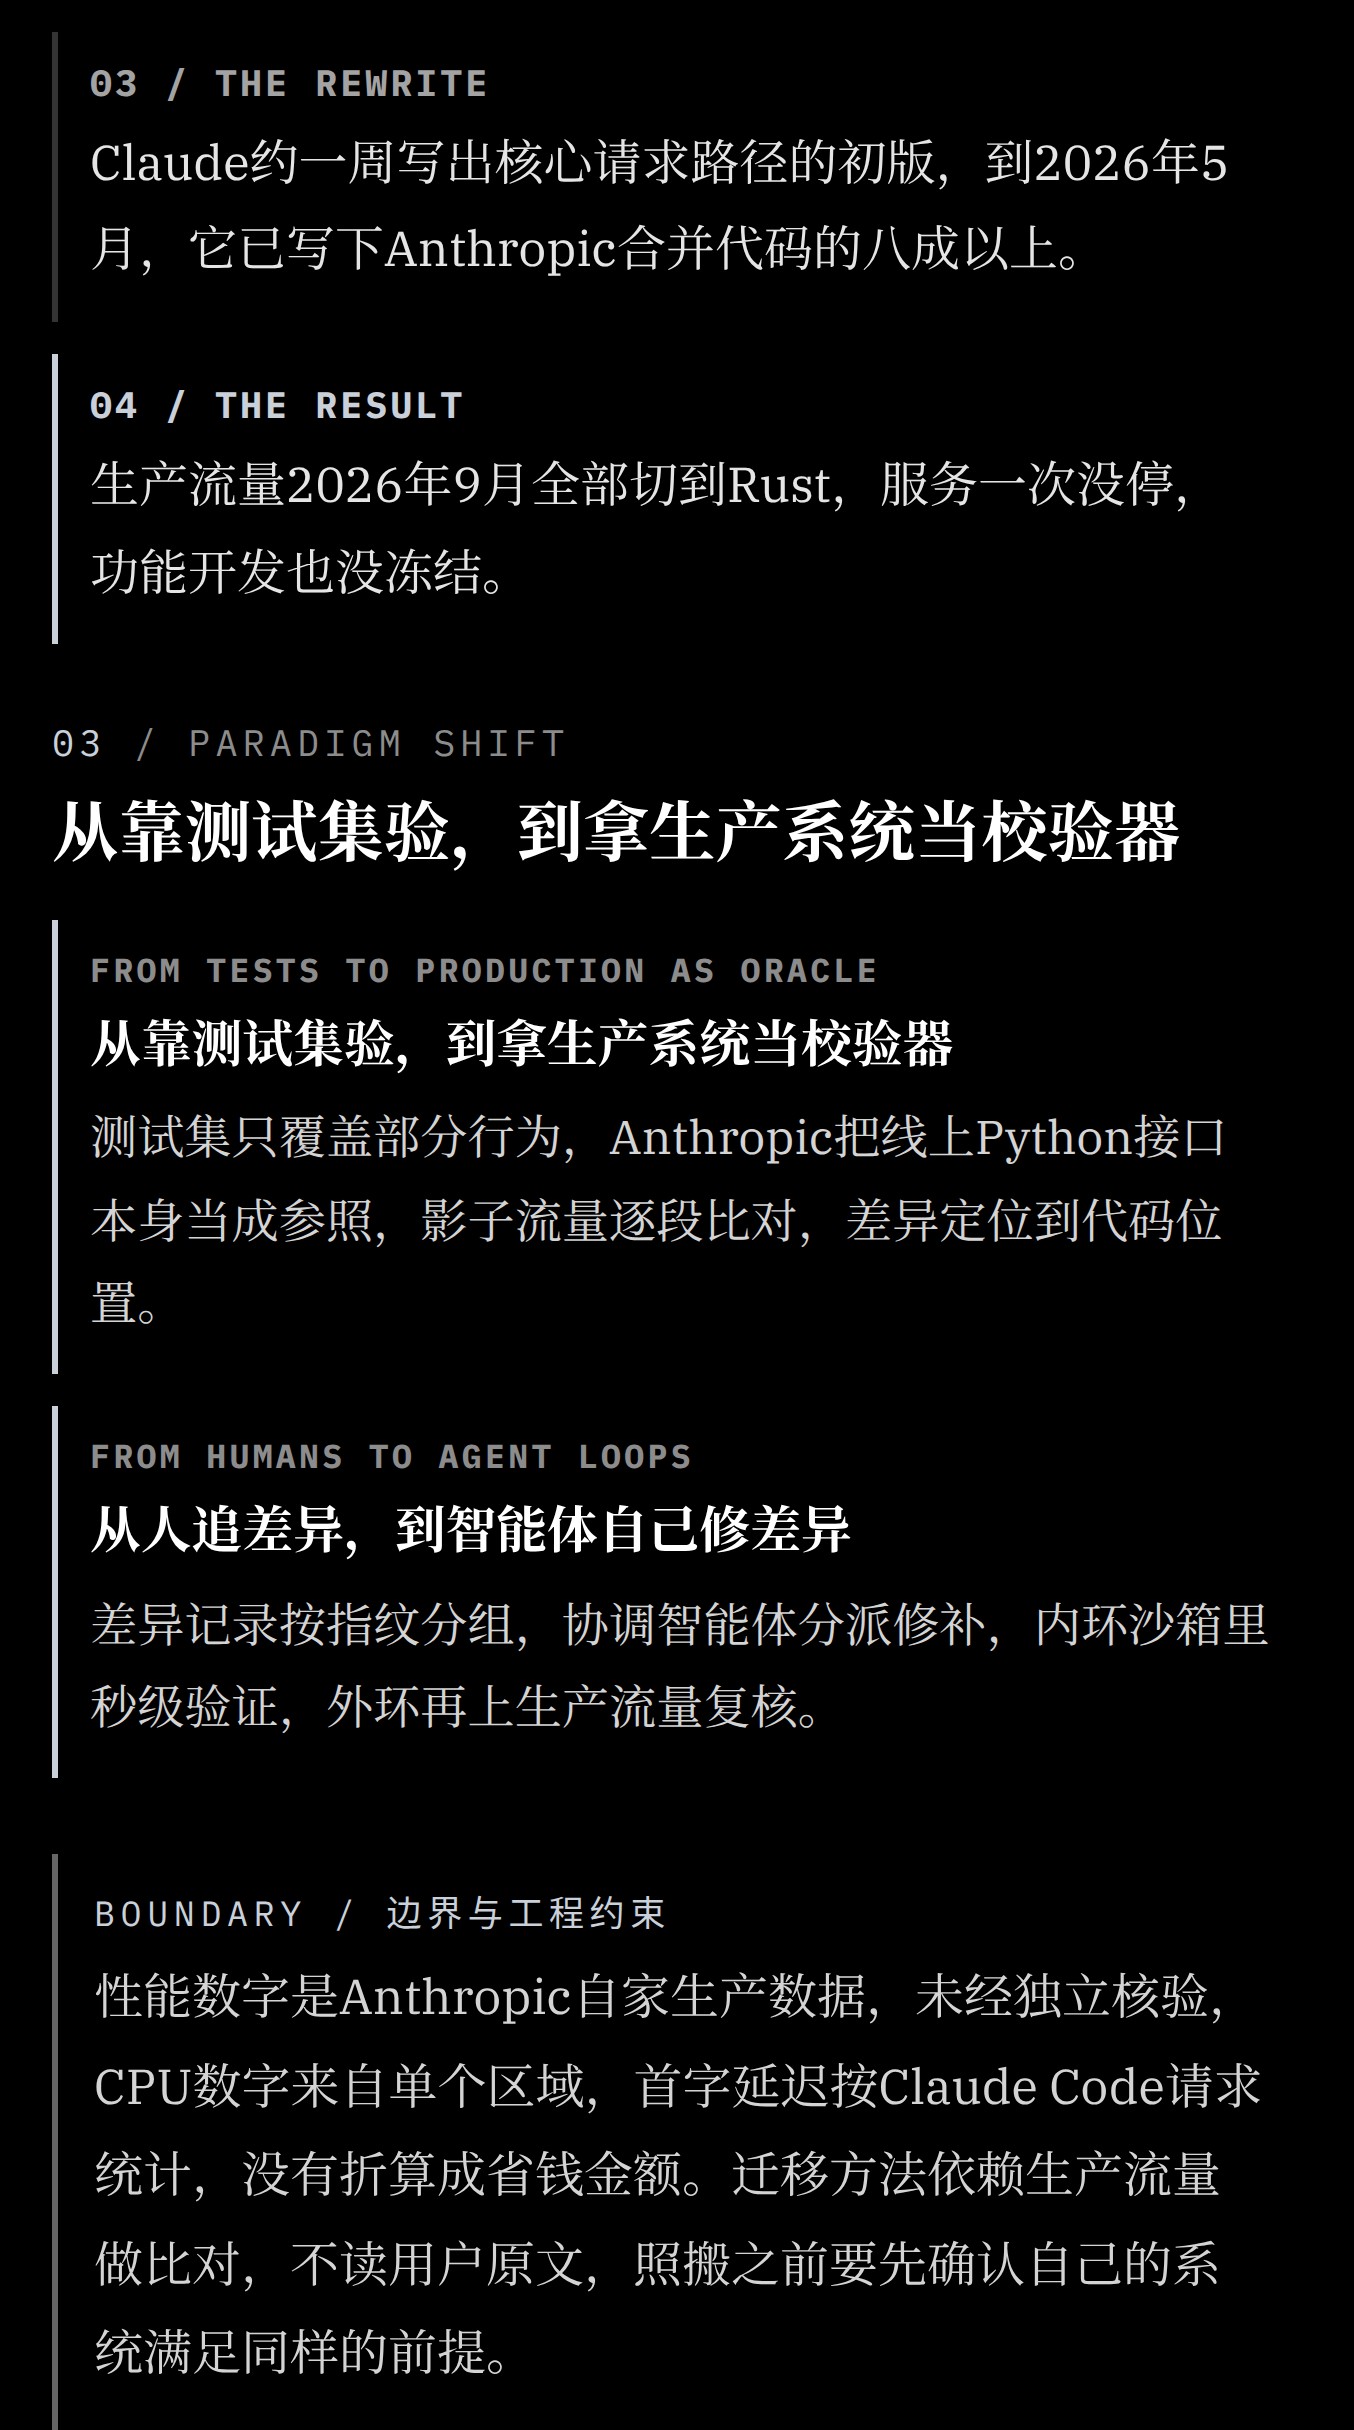 03 / THE REWRITE
Claude约一周写出核心请求路径的初版，到2026年5
月，它已写下Anthropic合并代码的八成以上。
04 / THE RESULT
生产流量2026年9月全部切到Rust，服务一次没停，
功能开发也没冻结。
03 / PARADIGM SHIFT
从靠测试集验，到拿生产系统当校验器
FROM TESTS TO PRODUCTION AS ORACLE
从靠测试集验，到拿生产系统当校验器
测试集只覆盖部分行为，Anthropic把线上Python接口
本身当成参照，影子流量逐段比对，差异定位到代码位
置。
FROM HUMANS TO AGENT LOOPS
从人追差异，到智能体自己修差异
差异记录按指纹分组，协调智能体分派修补，内环沙箱里
秒级验证，外环再上生产流量复核。
BOUNDARY / 边界与工程约束
性能数字是Anthropic自家生产数据，未经独立核验，
CPU数字来自单个区域，首字延迟按Claude Code请求
统计，没有折算成省钱金额。迁移方法依赖生产流量
做比对，不读用户原文，照搬之前要先确认自己的系
统满足同样的前提。